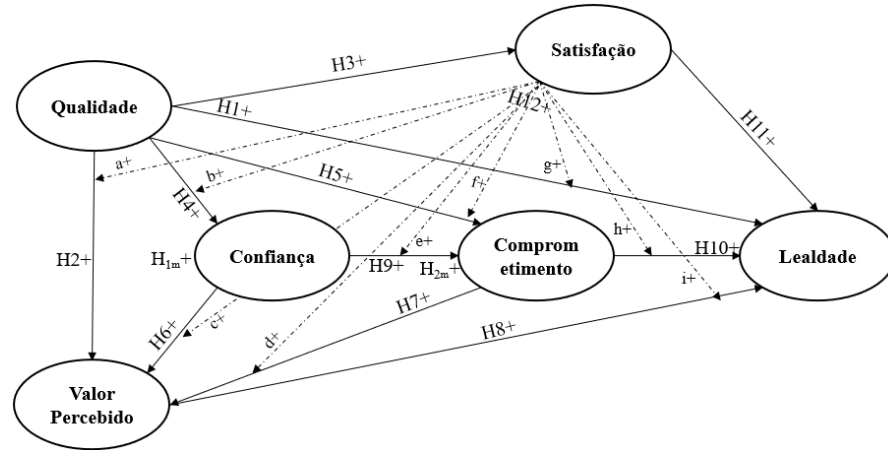 Satisfação
H3+
Qualidade
H1+
H12+
H11+
a+
b+
H5+
g+
f+
H4+
h+
e+
H10+
H2+
H1m+
Confiança
H9+
H2m+
Comprom
etimento
Lealdade
i+
H7+
c+
H6+
d+
H8+
Valor
Percebido